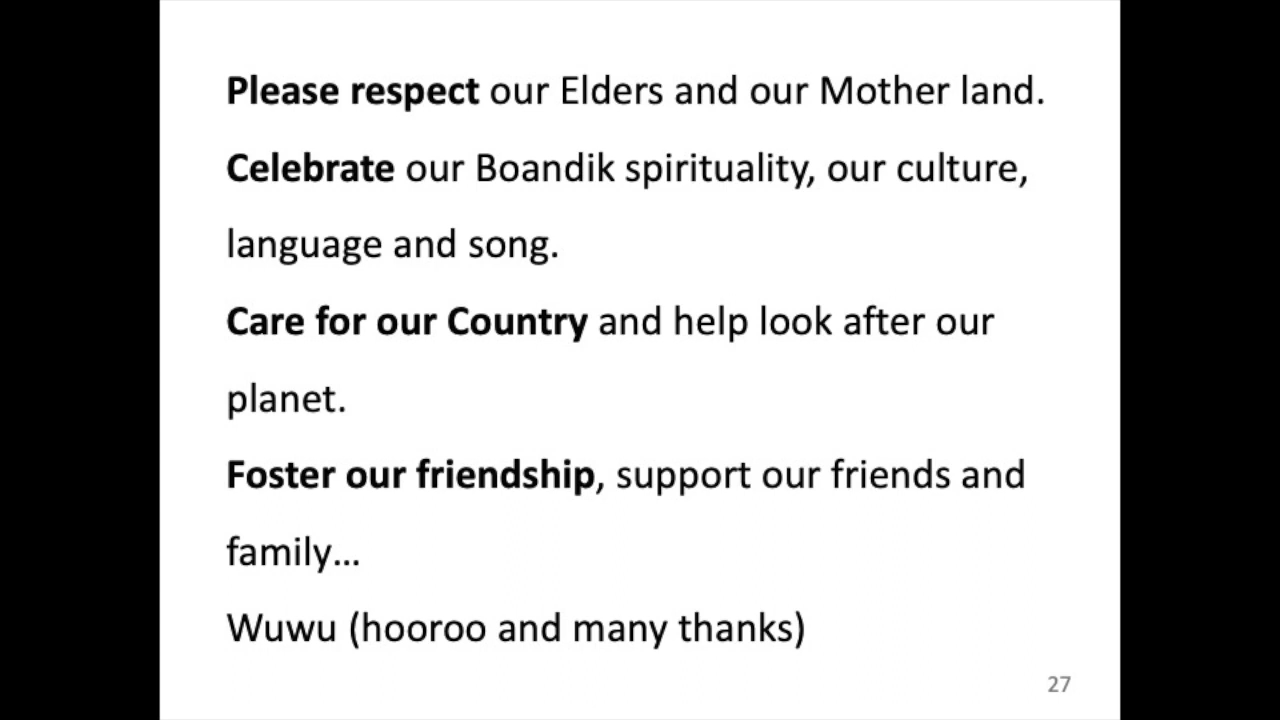 Please respect our Elders and our Mother land.
Celebrate our Boandik spirituality, our culture,
language and song.
Care for our Country and help look after our
planet.
Foster our friendship, support our friends and
family…
Wuwu (hooroo and many thanks)
27